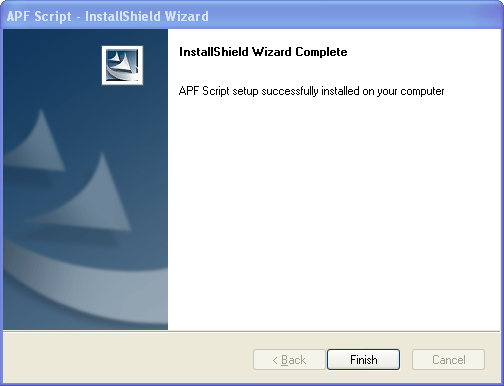 APF Script - InstallShield Wizard
InstallShield Wizard Complete
APF Script setup successfully installed on your computer
< Back
Finish
Cancel